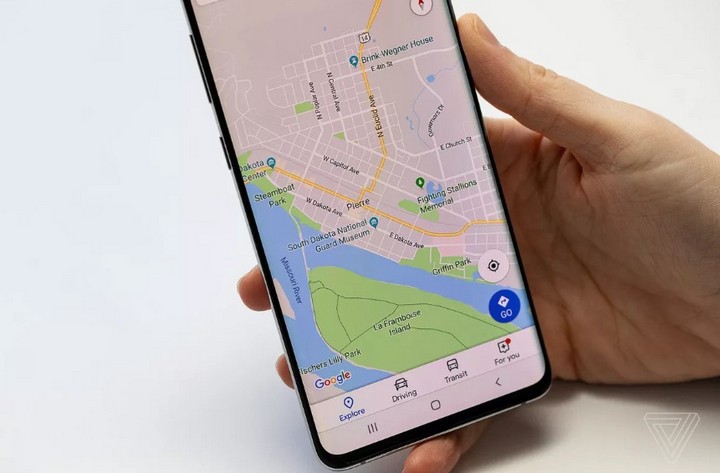 14
Brink-Wegner House
E 4th St
N Poplar Ave
N Central Ave
N Euclid Ave
Governors Dr
E Church St
W Capitol Ave
Dakota
Center
Steamboat
Park
W Dakota Ave
Pierre
Fighting Stallions
Memorial
South Dakota National
Guard Museum
E Dakota Ave
Missouri River
Griffin Park
La Framboise
Island
GO
ischers Lilly Park
Google
Explore
Driving
Transit
For you